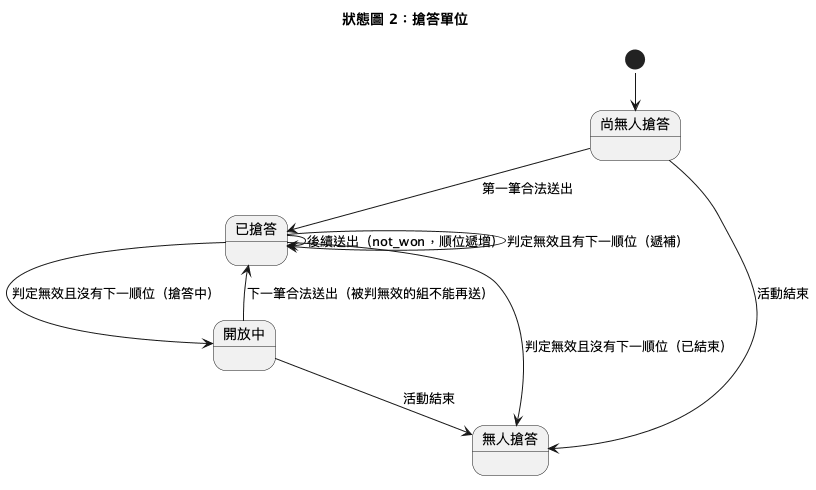 狀態圖 2：搶答單位
尚無人搶答
第一筆合法送出
已搶答
後續送出（not_won，順位遞增）
判定無效且有下一順位（遞補）
判定無效且沒有下一順位（搶答中）
下一筆合法送出（被判無效的組不能再送）
活動結束
開放中
判定無效且沒有下一順位（已結束）
活動結束
無人搶答